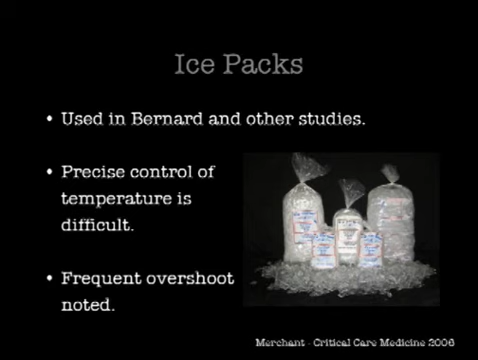 Ice Packs
• Used in Bernard and other studies.
• Precise control of
temperature is
difficult.
• Frequent overshoot
noted.
Merchant - Critical Care Medicine 2006